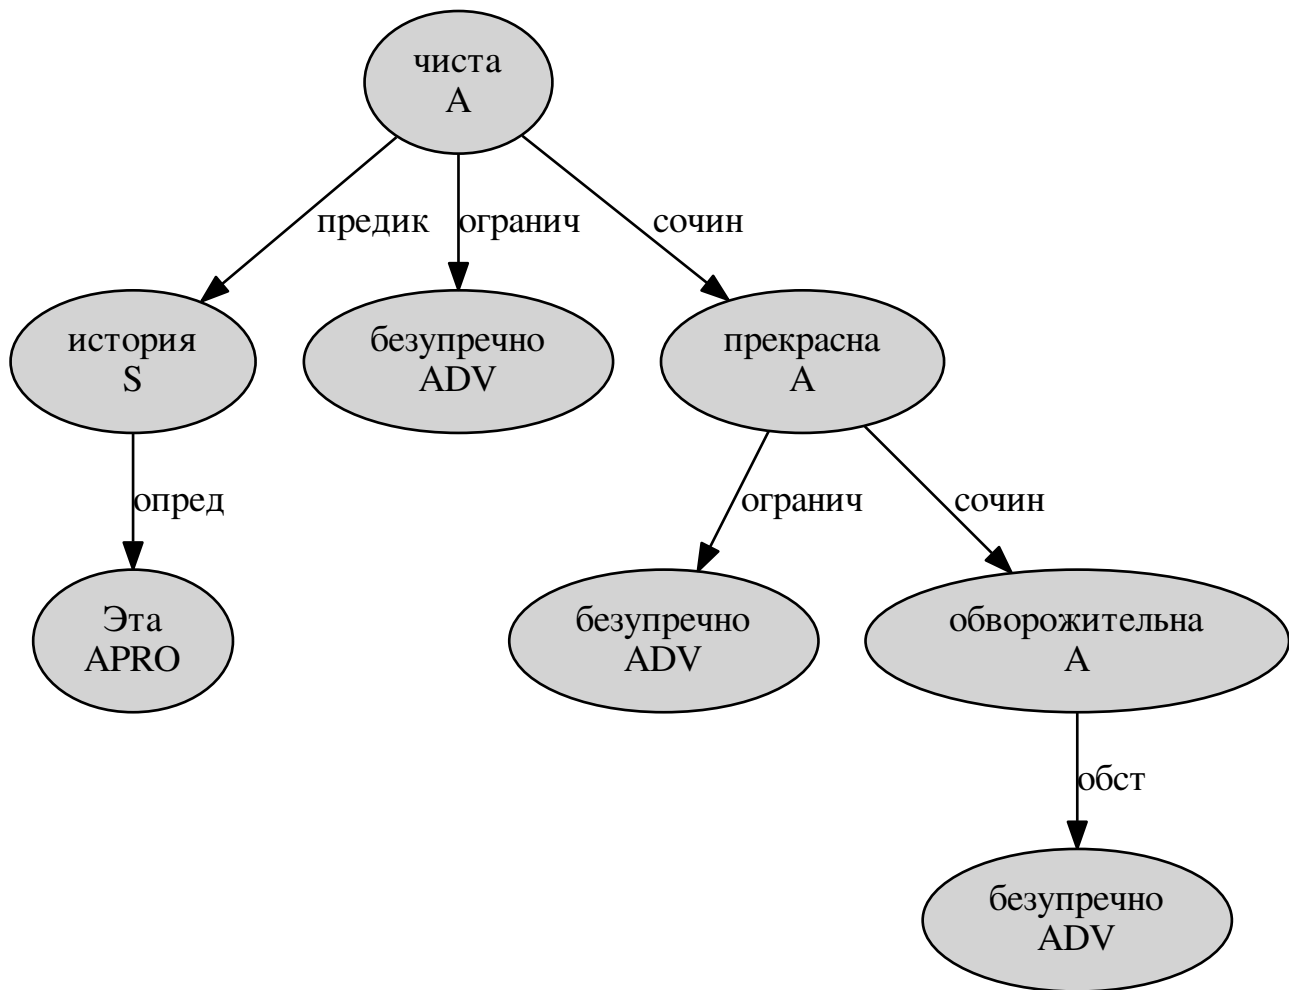 чиста
A
предик
огранич
сочин
история
S
безупречно
ADV
прекрасна
A
опред
огранич
сочин
Эта
APRO
безупречно
ADV
обворожительна
A
обст
безупречно
ADV